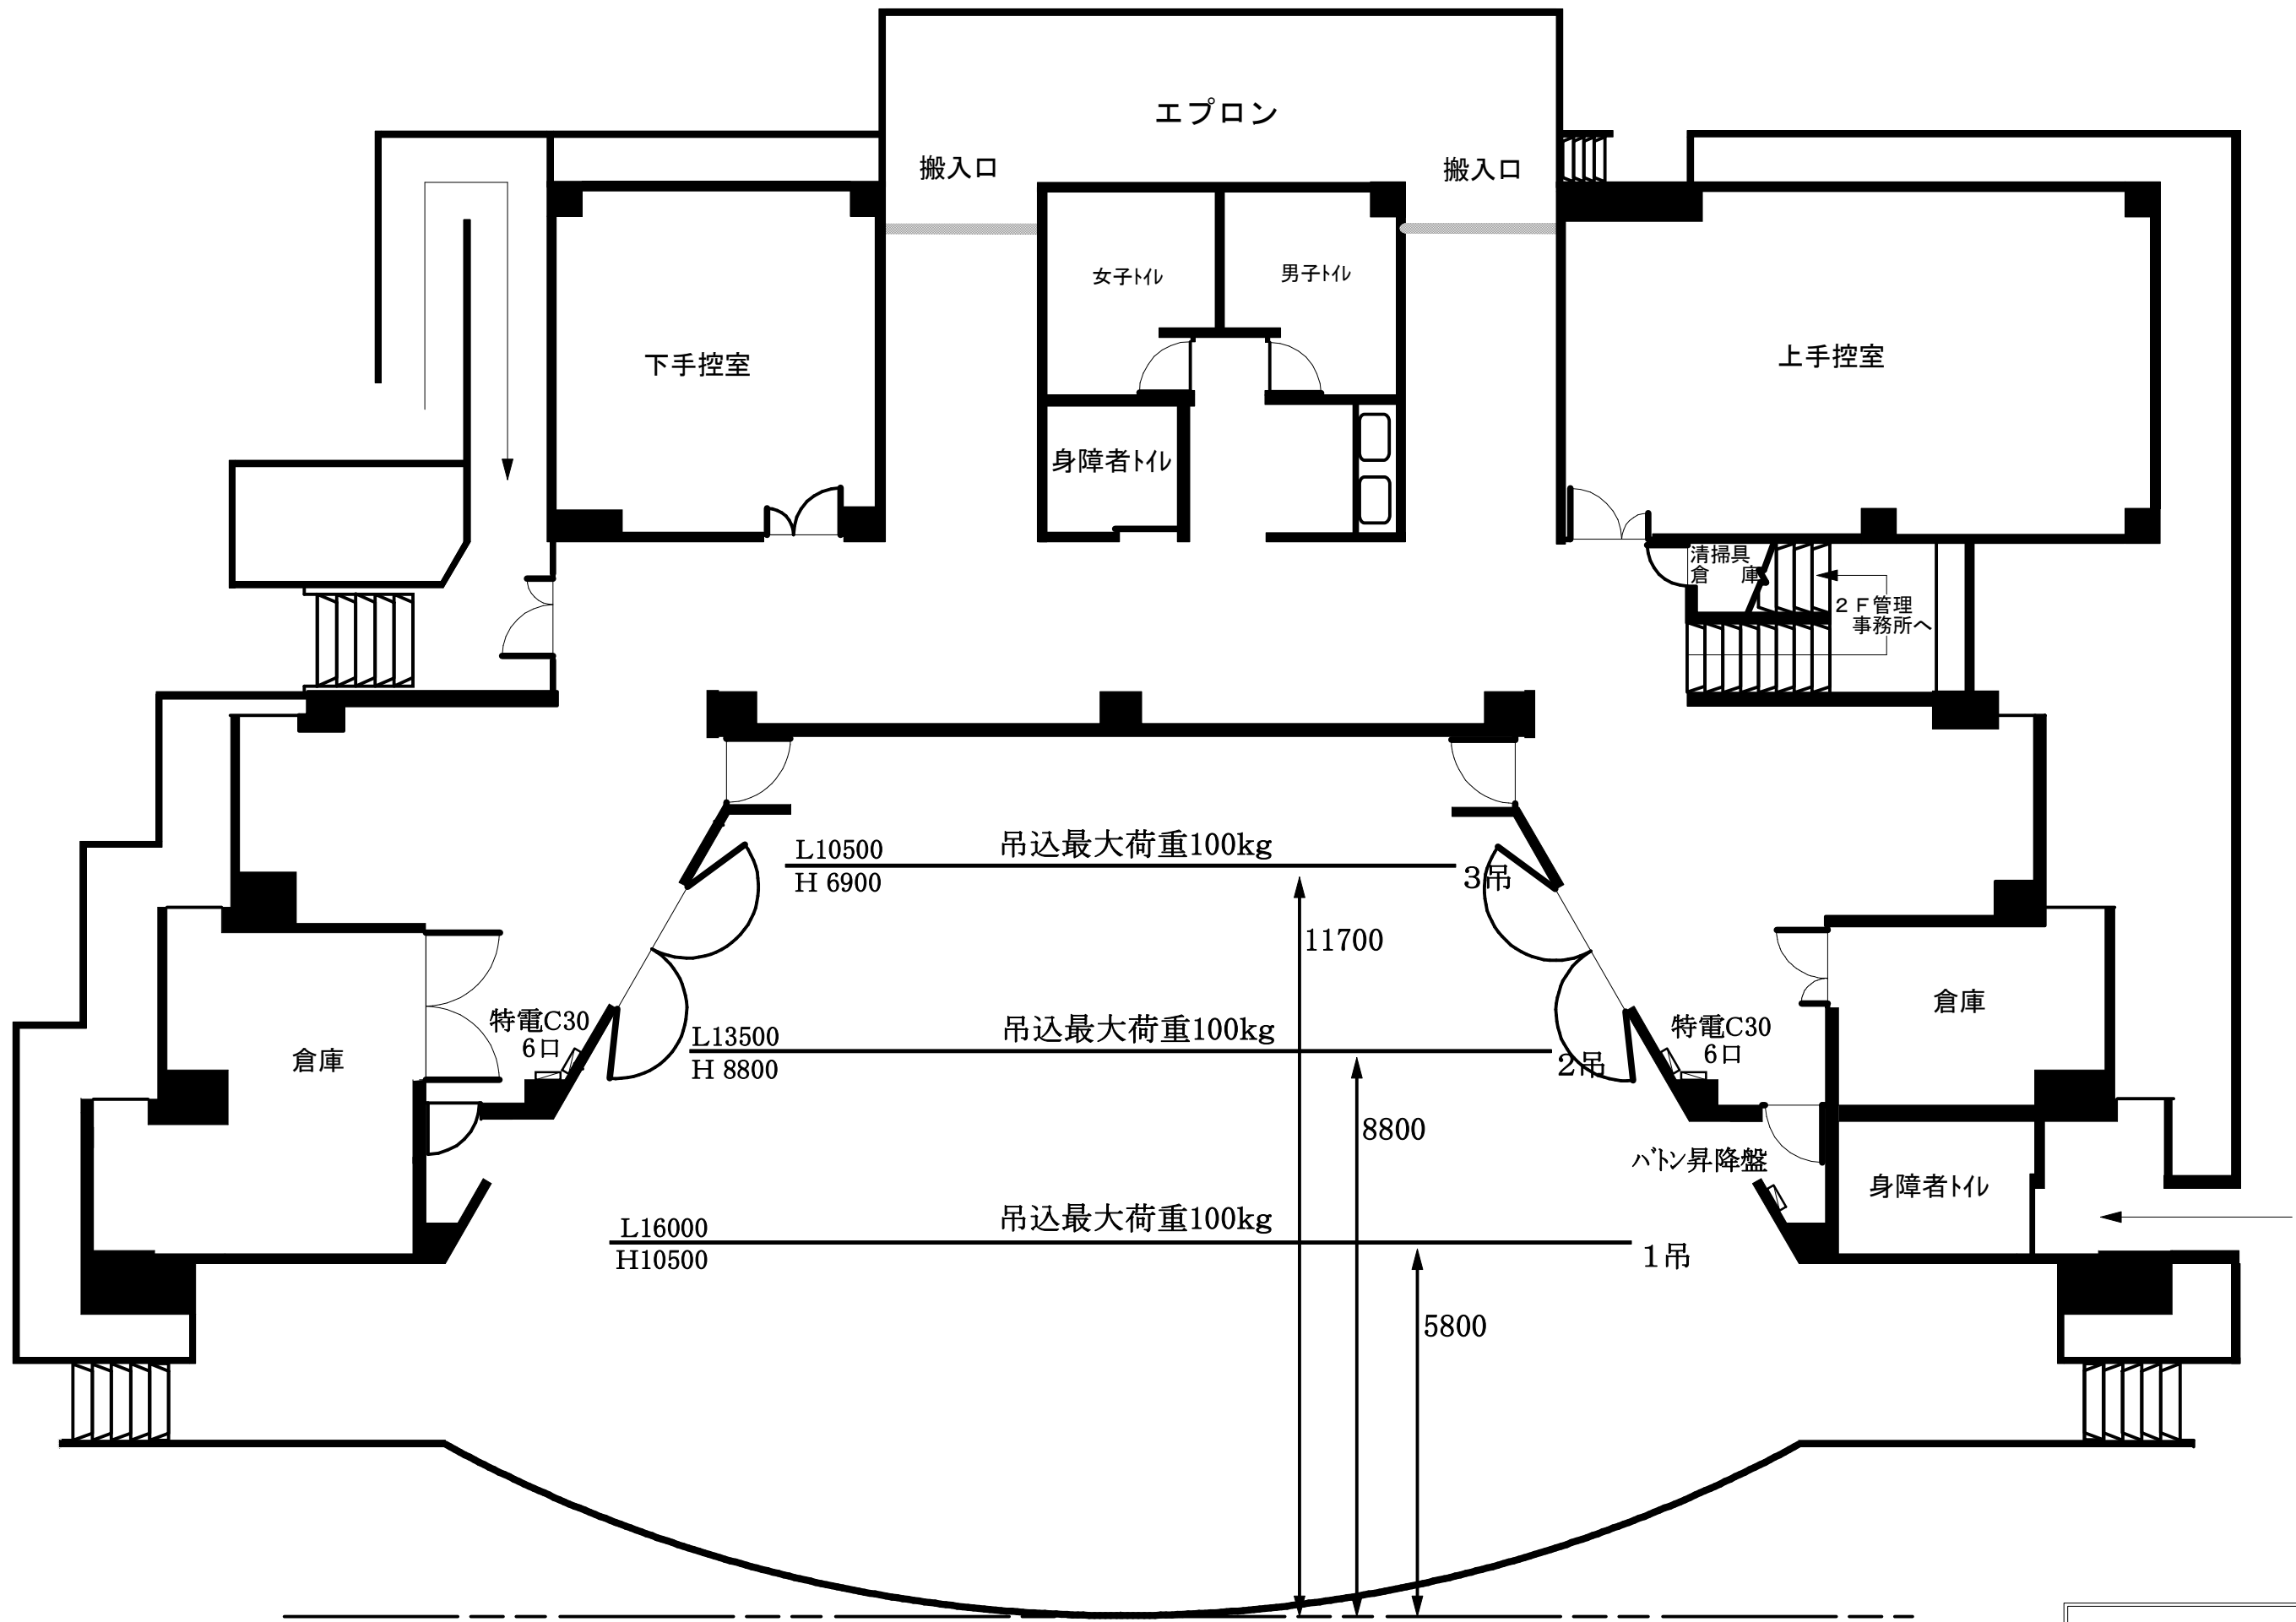 エプロン
搬入口
搬入口
女子ﾄｲﾚ
男子ﾄｲﾚ
下手控室
上手控室
身障者ﾄｲﾚ
清掃具
倉　庫
２Ｆ管理
事務所へ
L10500
吊込最大荷重100kg
H 6900
3吊
11700
特電C30
6口
倉庫
L13500
吊込最大荷重100kg
H 8800
2吊
特電C30
6口
倉庫
8800
ﾊﾞﾄﾝ昇降盤
身障者ﾄｲﾚ
L16000
吊込最大荷重100kg
H10500
1吊
5800